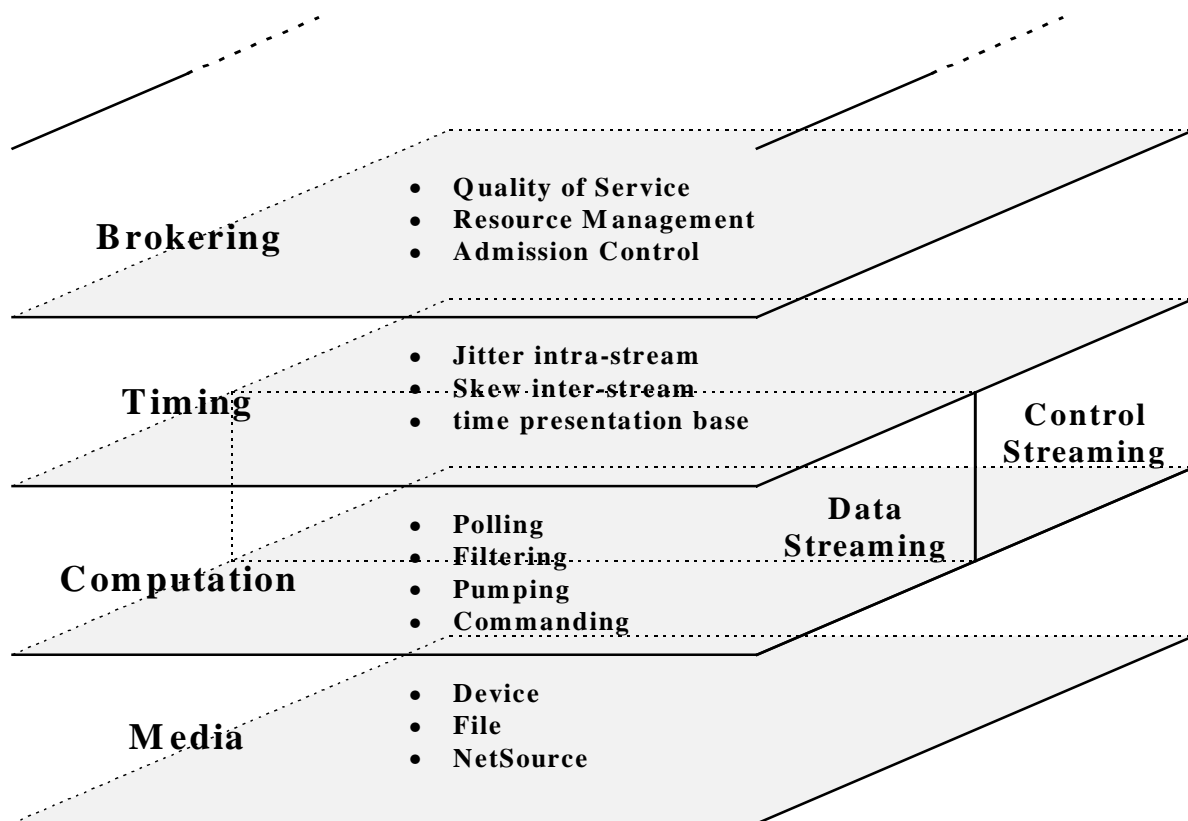 Brokering
• Quality of Service
• Resource Management
• Admission Control
Timing
• Jitter intra-stream
• Skew inter-stream
• time presentation base
Control
Streaming
Data
Streaming
Computation
• Polling
• Filtering
• Pumping
• Commanding
Media
• Device
• File
• NetSource